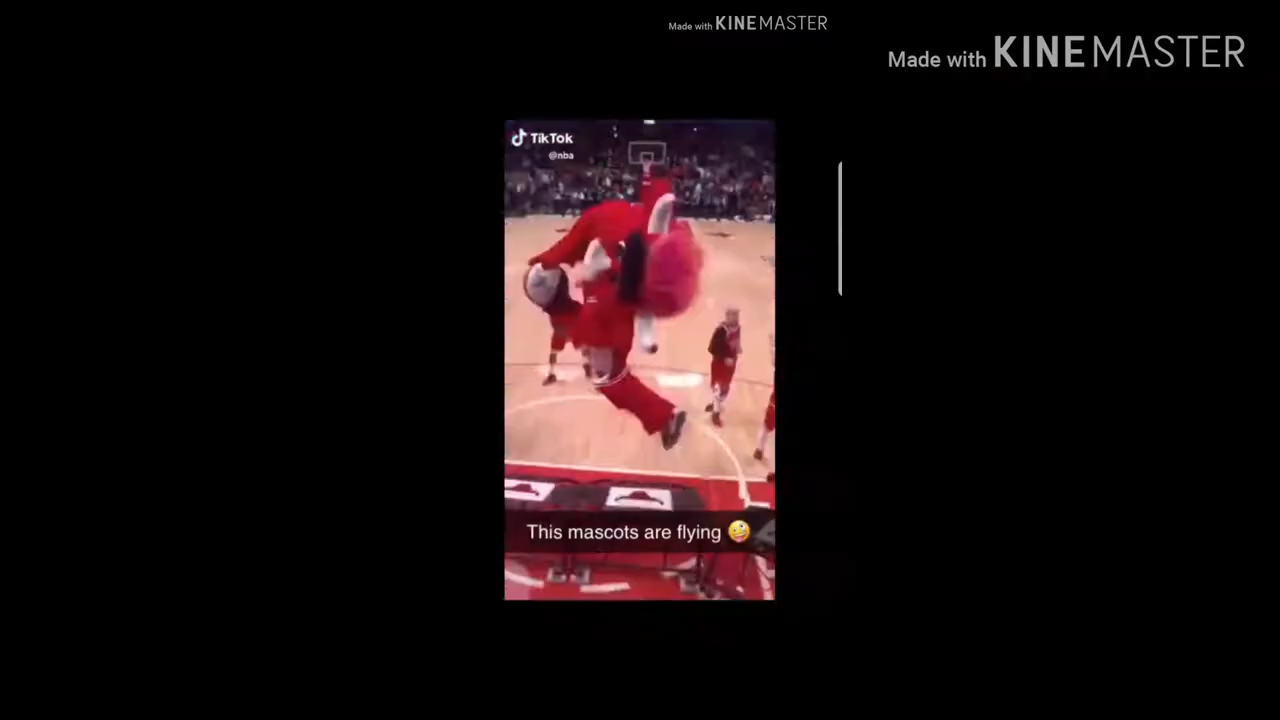 Made with KINEMASTER
Made with KINEMASTER
TikTok
@nba
This mascots are flying 🤪